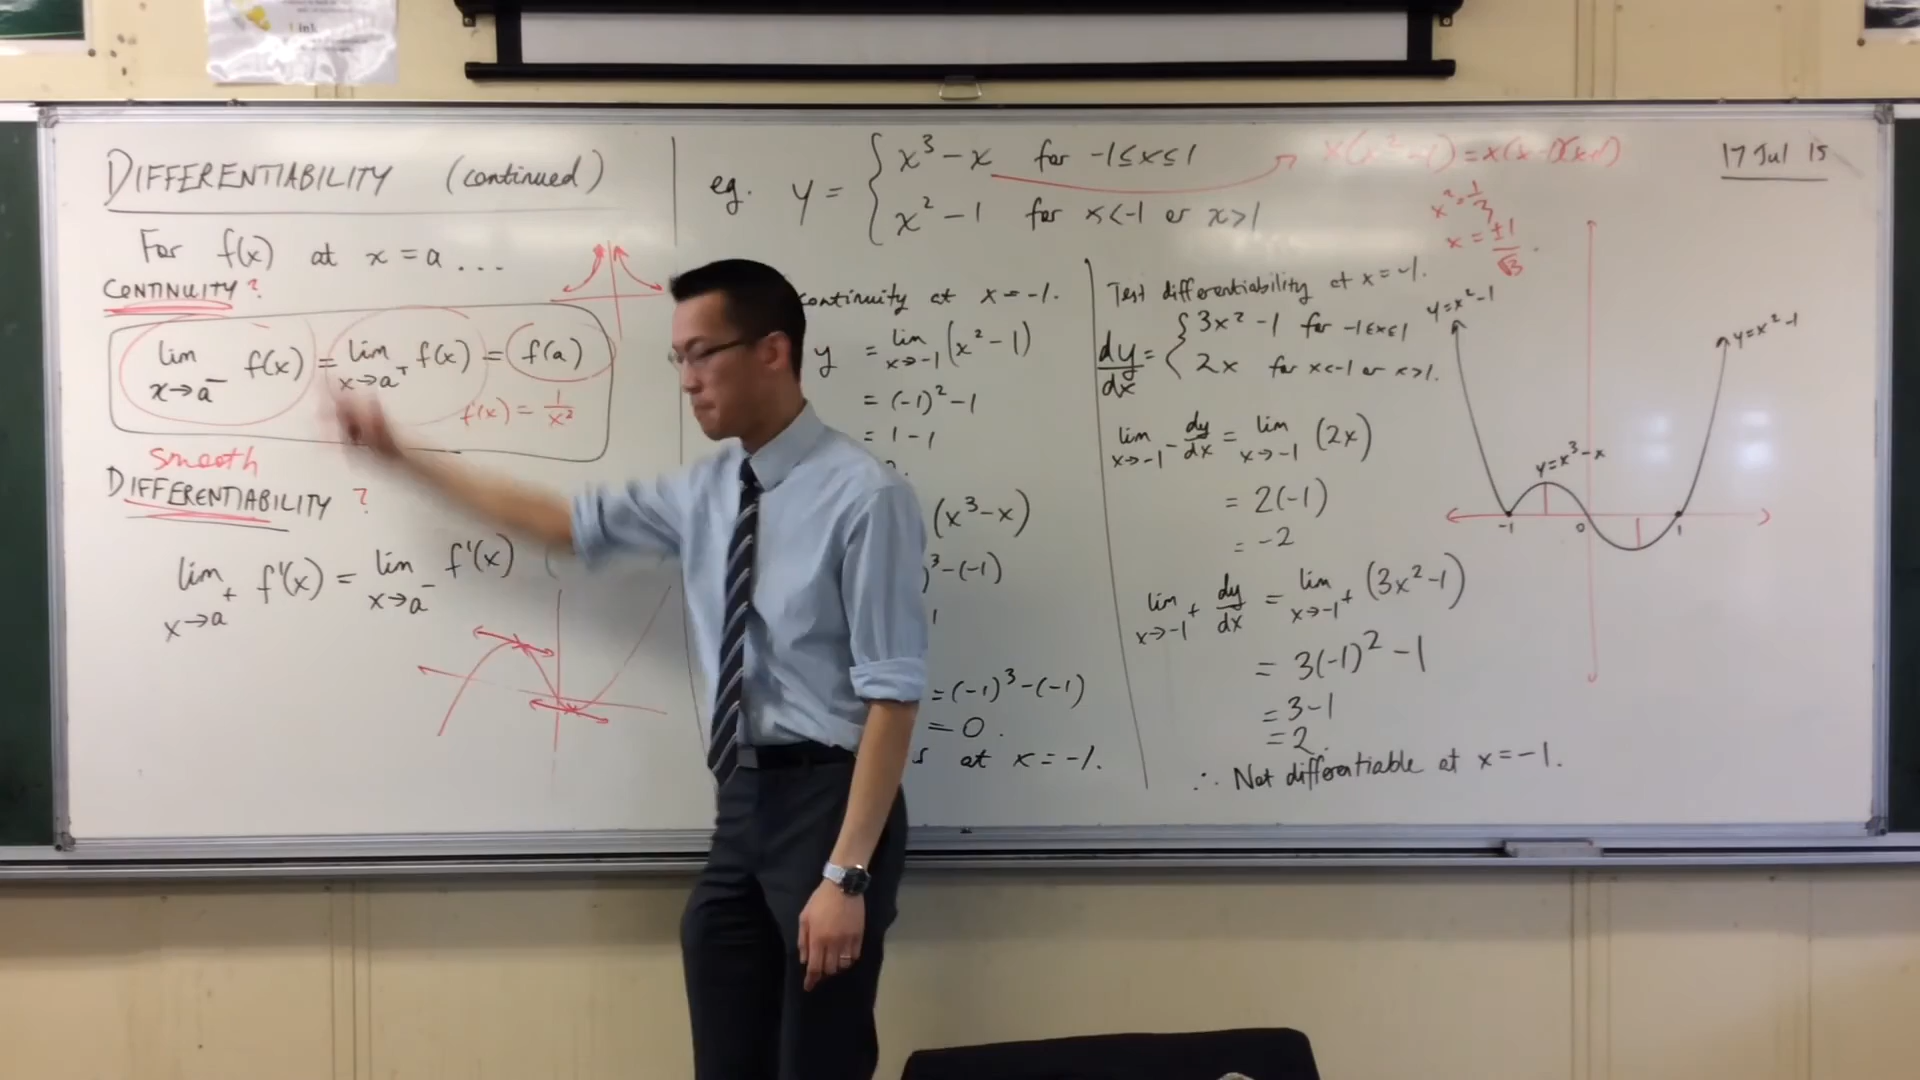 DIFFERENTIABILITY (continued)
For f(x) at x = a ...
CONTINUITY?
lim x→a⁻ f(x) = lim x→a⁺ f(x) = f(a)
f(x) = 1/x²
smooth
DIFFERENTIABILITY ?
lim x→a⁺ f'(x) = lim x→a⁻ f'(x)
eg. y = { x³ - x for -1≤x≤1
x² - 1 for x<-1 or x>1
x(x²-1) = x(x-1)(x+1)
17 Jul 15
x² = 1/3
x = ±1/√3
continuity at x = -1.
y = lim x→-1 (x² - 1)
= (-1)² - 1
= 1 - 1
(x³ - x)
)³ - (-1)
1
= (-1)³ - (-1)
= 0.
s at x = -1.
Test differentiability at x = -1.
dy/dx = { 3x² - 1 for -1≤x≤1
2x for x<-1 or x>1.
lim x→-1⁻ dy/dx = lim x→-1 (2x)
= 2(-1)
= -2
lim x→-1⁺ dy/dx = lim x→-1⁺ (3x² - 1)
= 3(-1)² - 1
= 3 - 1
= 2.
∴ Not differentiable at x = -1.
y = x² - 1
y = x² - 1
y = x³ - x
-1 0 1